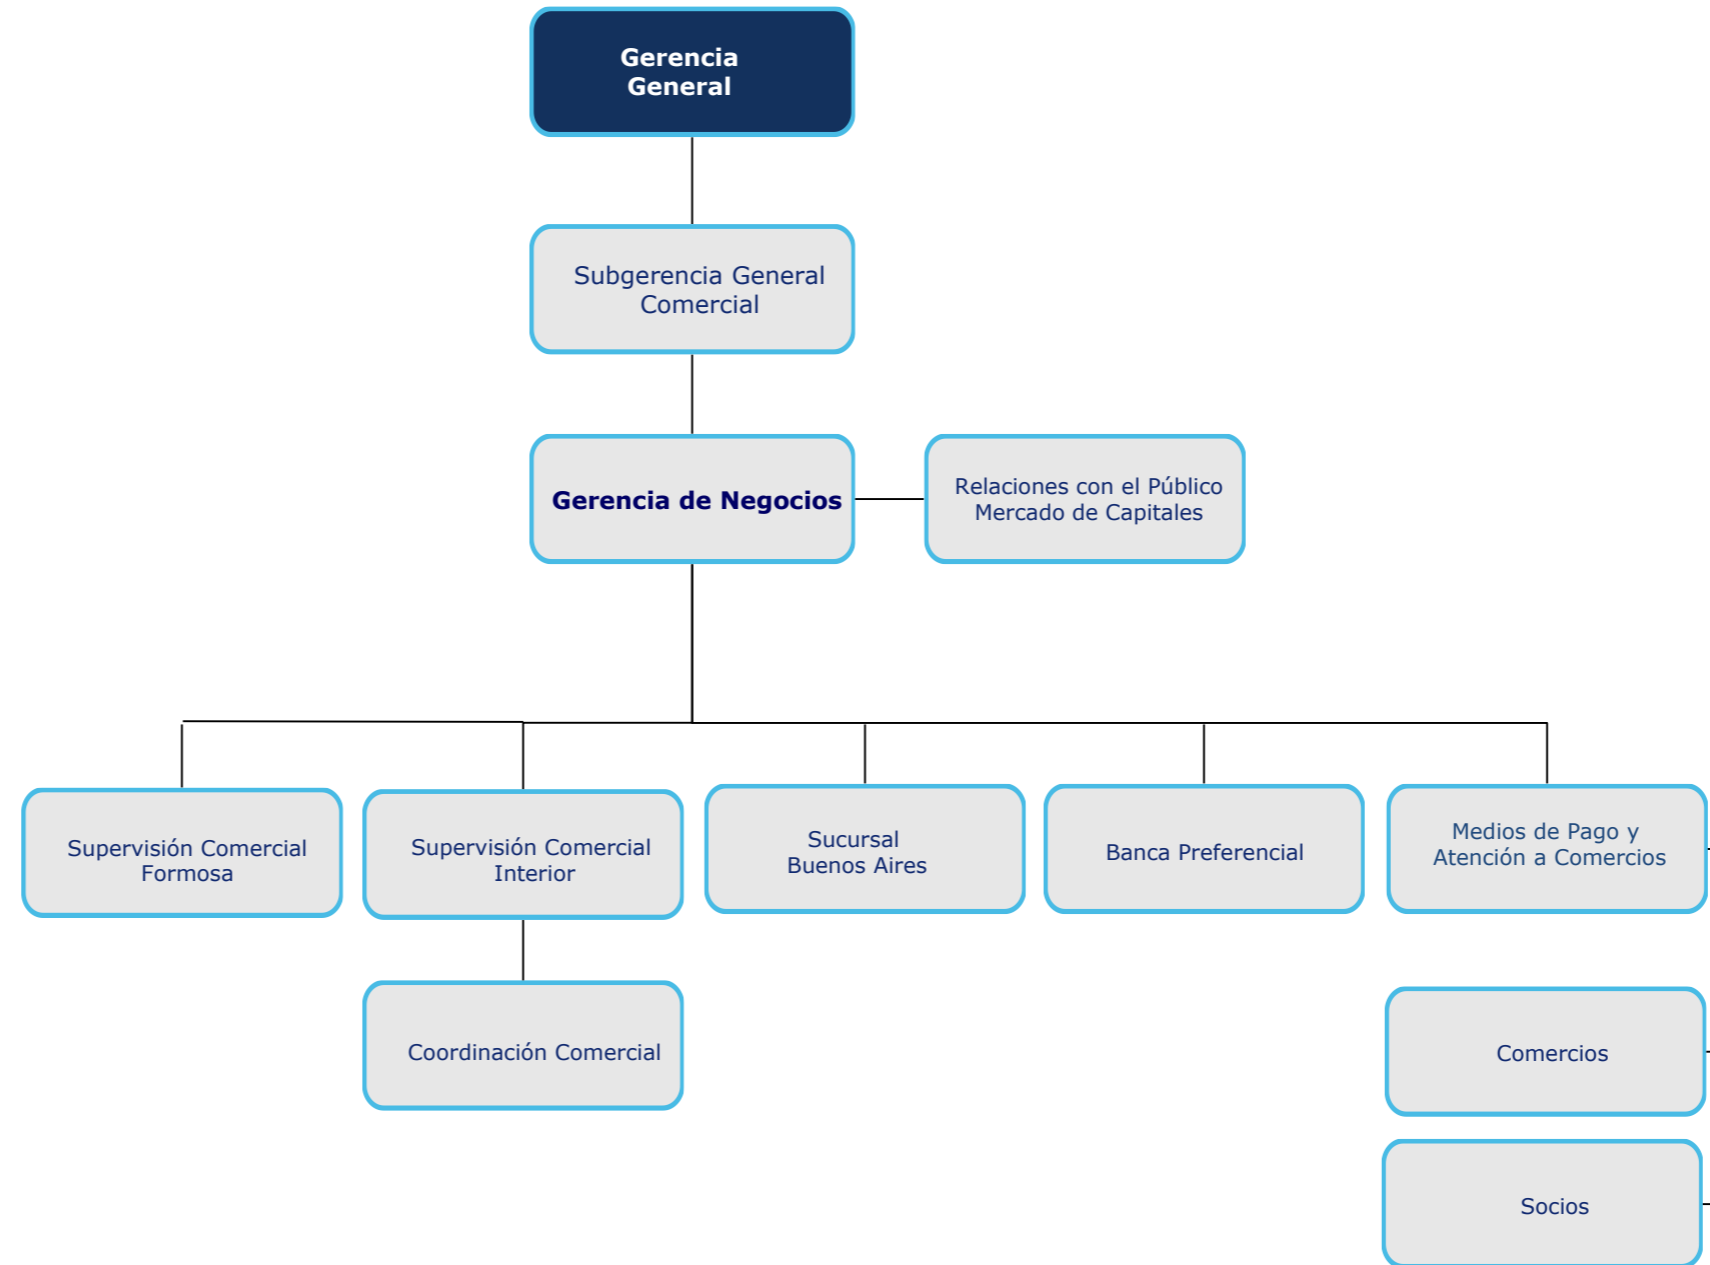 Gerencia
General
Subgerencia General
Comercial
Gerencia de Negocios
Relaciones con el Público
Mercado de Capitales
Supervisión Comercial
Formosa
Supervisión Comercial
Interior
Sucursal
Buenos Aires
Banca Preferencial
Medios de Pago y
Atención a Comercios
Coordinación Comercial
Comercios
Socios